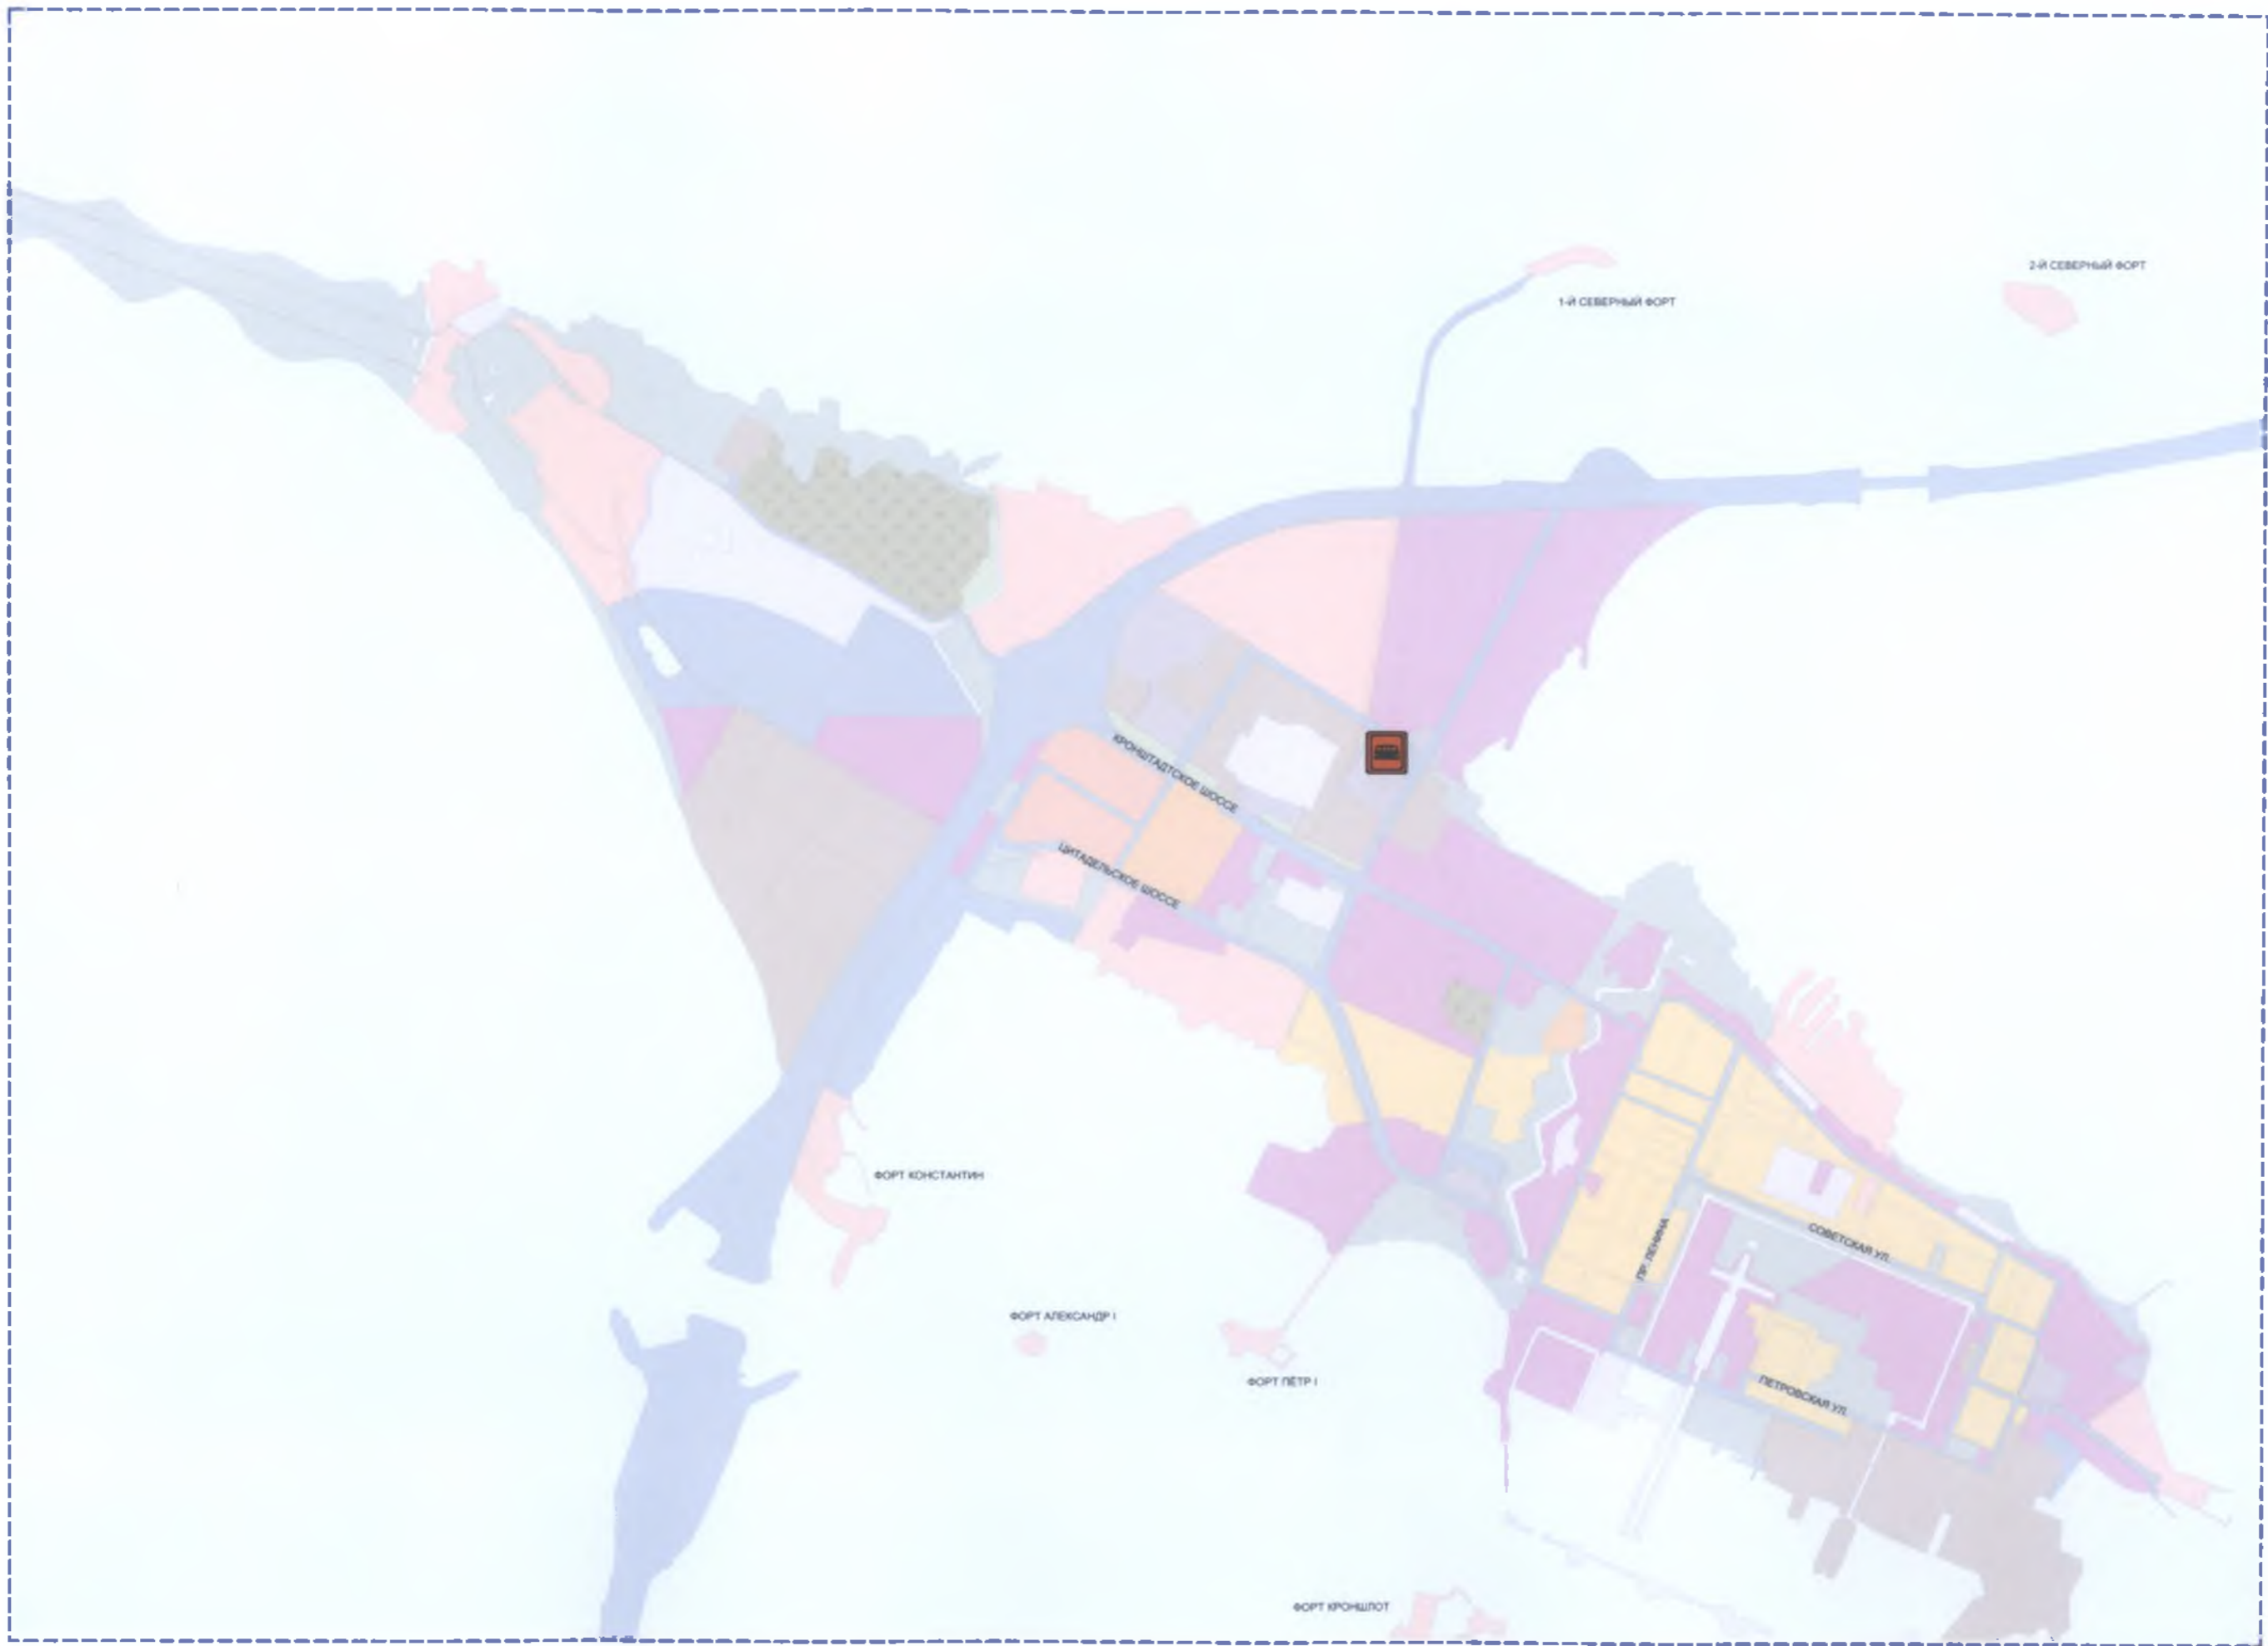 2-Й СЕВЕРНЫЙ ФОРТ
1-Й СЕВЕРНЫЙ ФОРТ
КРОНШТАДТСКОЕ ШОССЕ
ЦИТАДЕЛЬСКОЕ ШОССЕ
ФОРТ КОНСТАНТИН
ПР. ЛЕНИНА
СОВЕТСКАЯ УЛ.
ФОРТ АЛЕКСАНДР I
ФОРТ ПЁТР I
ПЕТРОВСКАЯ УЛ.
ФОРТ КРОНШЛОТ